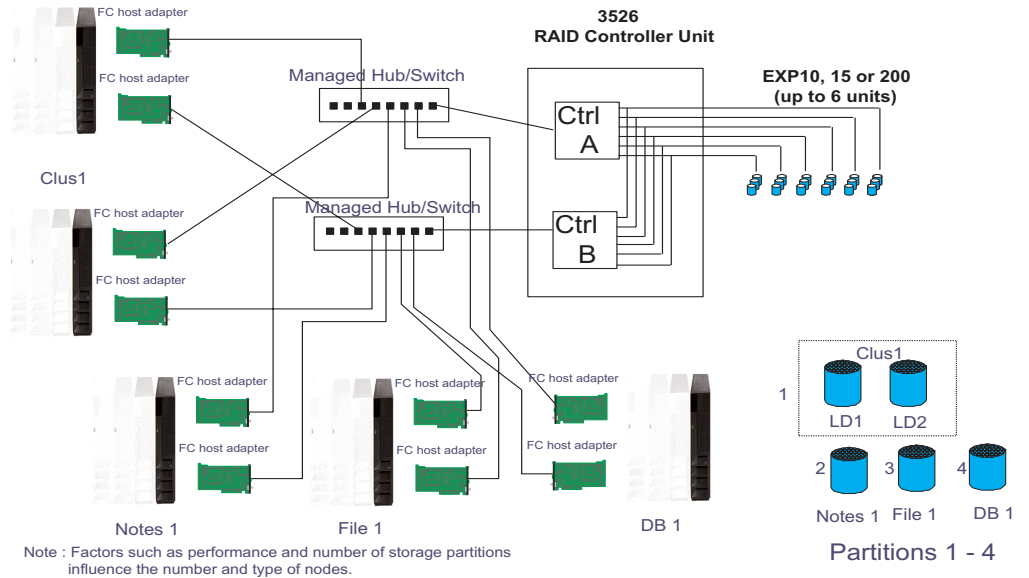 FC host adapter
3526
RAID Controller Unit
Managed Hub/Switch
EXP10, 15 or 200
(up to 6 units)
FC host adapter
Ctrl
A
Clus1
FC host adapter
Managed Hub/Switch
Ctrl
B
FC host adapter
Clus1
1
LD1
LD2
FC host adapter
FC host adapter
FC host adapter
FC host adapter
FC host adapter
FC host adapter
2
3
4
Notes 1
File 1
DB 1
Notes 1
File 1
DB 1
Partitions 1 - 4
Note : Factors such as performance and number of storage partitions
influence the number and type of nodes.